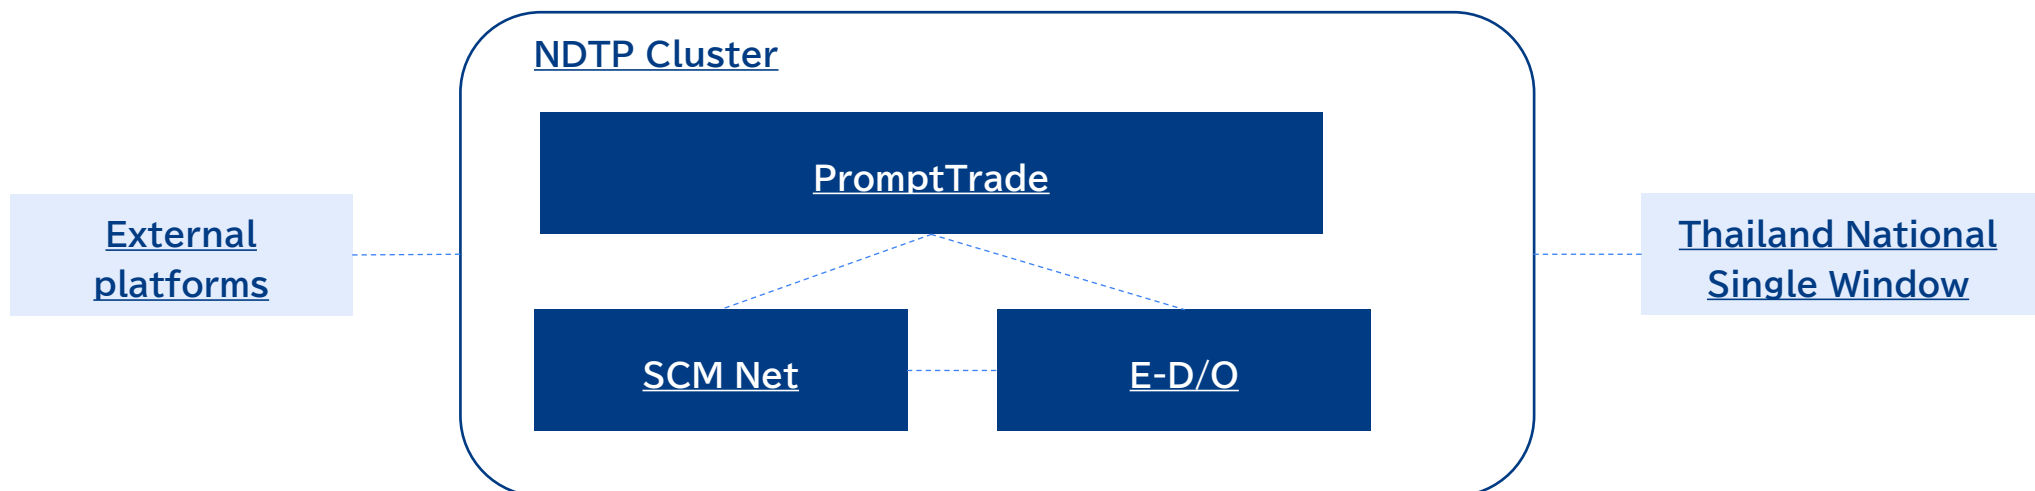 NDTP Cluster
PromptTrade
External
platforms
Thailand National
Single Window
SCM Net
E-D/O